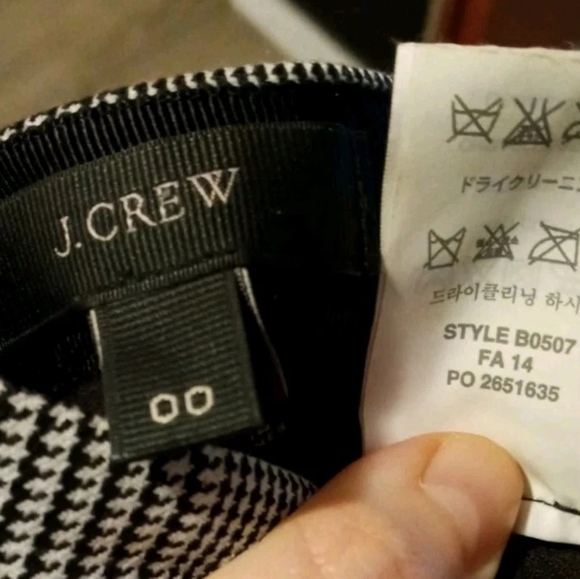 J.CREW
00
ドライクリーニ
드라이클리닝 하시
STYLE B0507
FA 14
PO 2651635